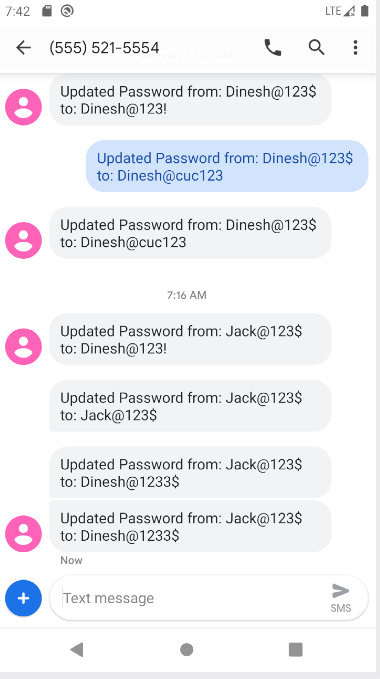 7:42
LTE
(555) 521-5554
Updated Password from: Dinesh@123$
to: Dinesh@123!
Updated Password from: Dinesh@123$
to: Dinesh@cuc123
Updated Password from: Dinesh@123$
to: Dinesh@cuc123
7:16 AM
Updated Password from: Jack@123$
to: Dinesh@123!
Updated Password from: Jack@123$
to: Jack@123$
Updated Password from: Jack@123$
to: Dinesh@1233$
Updated Password from: Jack@123$
to: Dinesh@1233$
Now
Text message
SMS